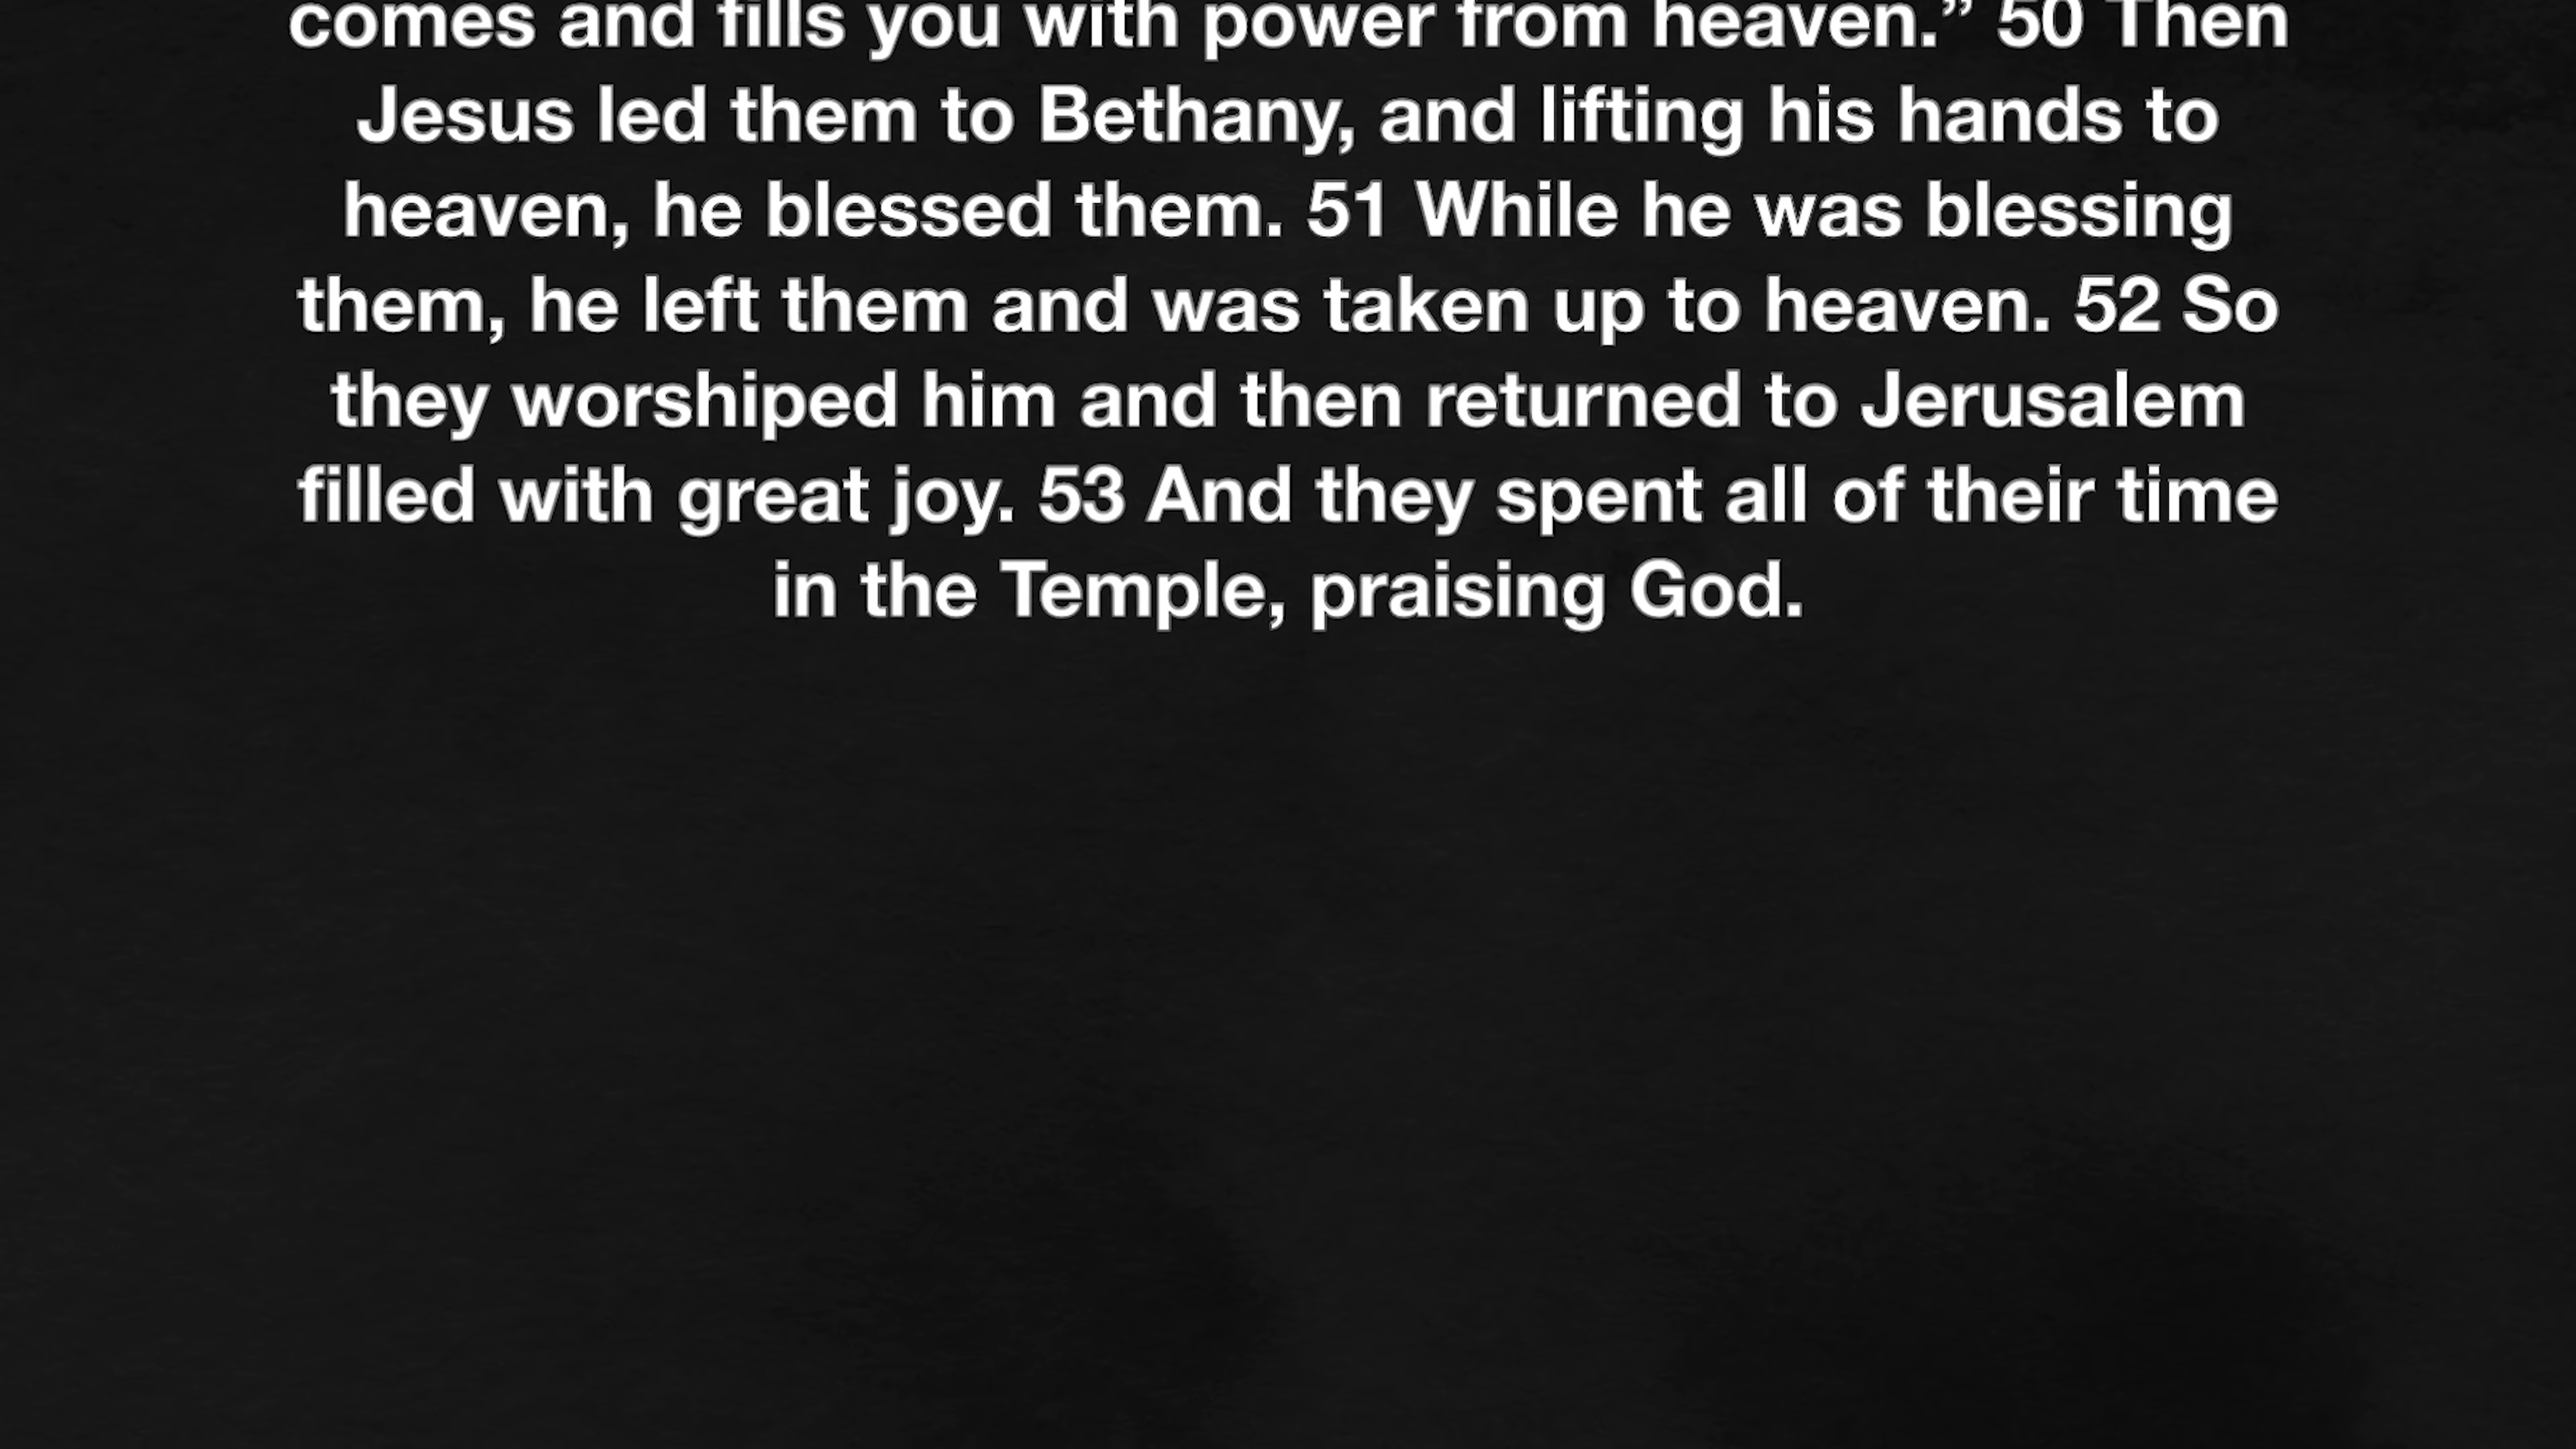 comes and fills you with power from heaven.” 50 Then
Jesus led them to Bethany, and lifting his hands to
heaven, he blessed them. 51 While he was blessing
them, he left them and was taken up to heaven. 52 So
they worshiped him and then returned to Jerusalem
filled with great joy. 53 And they spent all of their time
in the Temple, praising God.